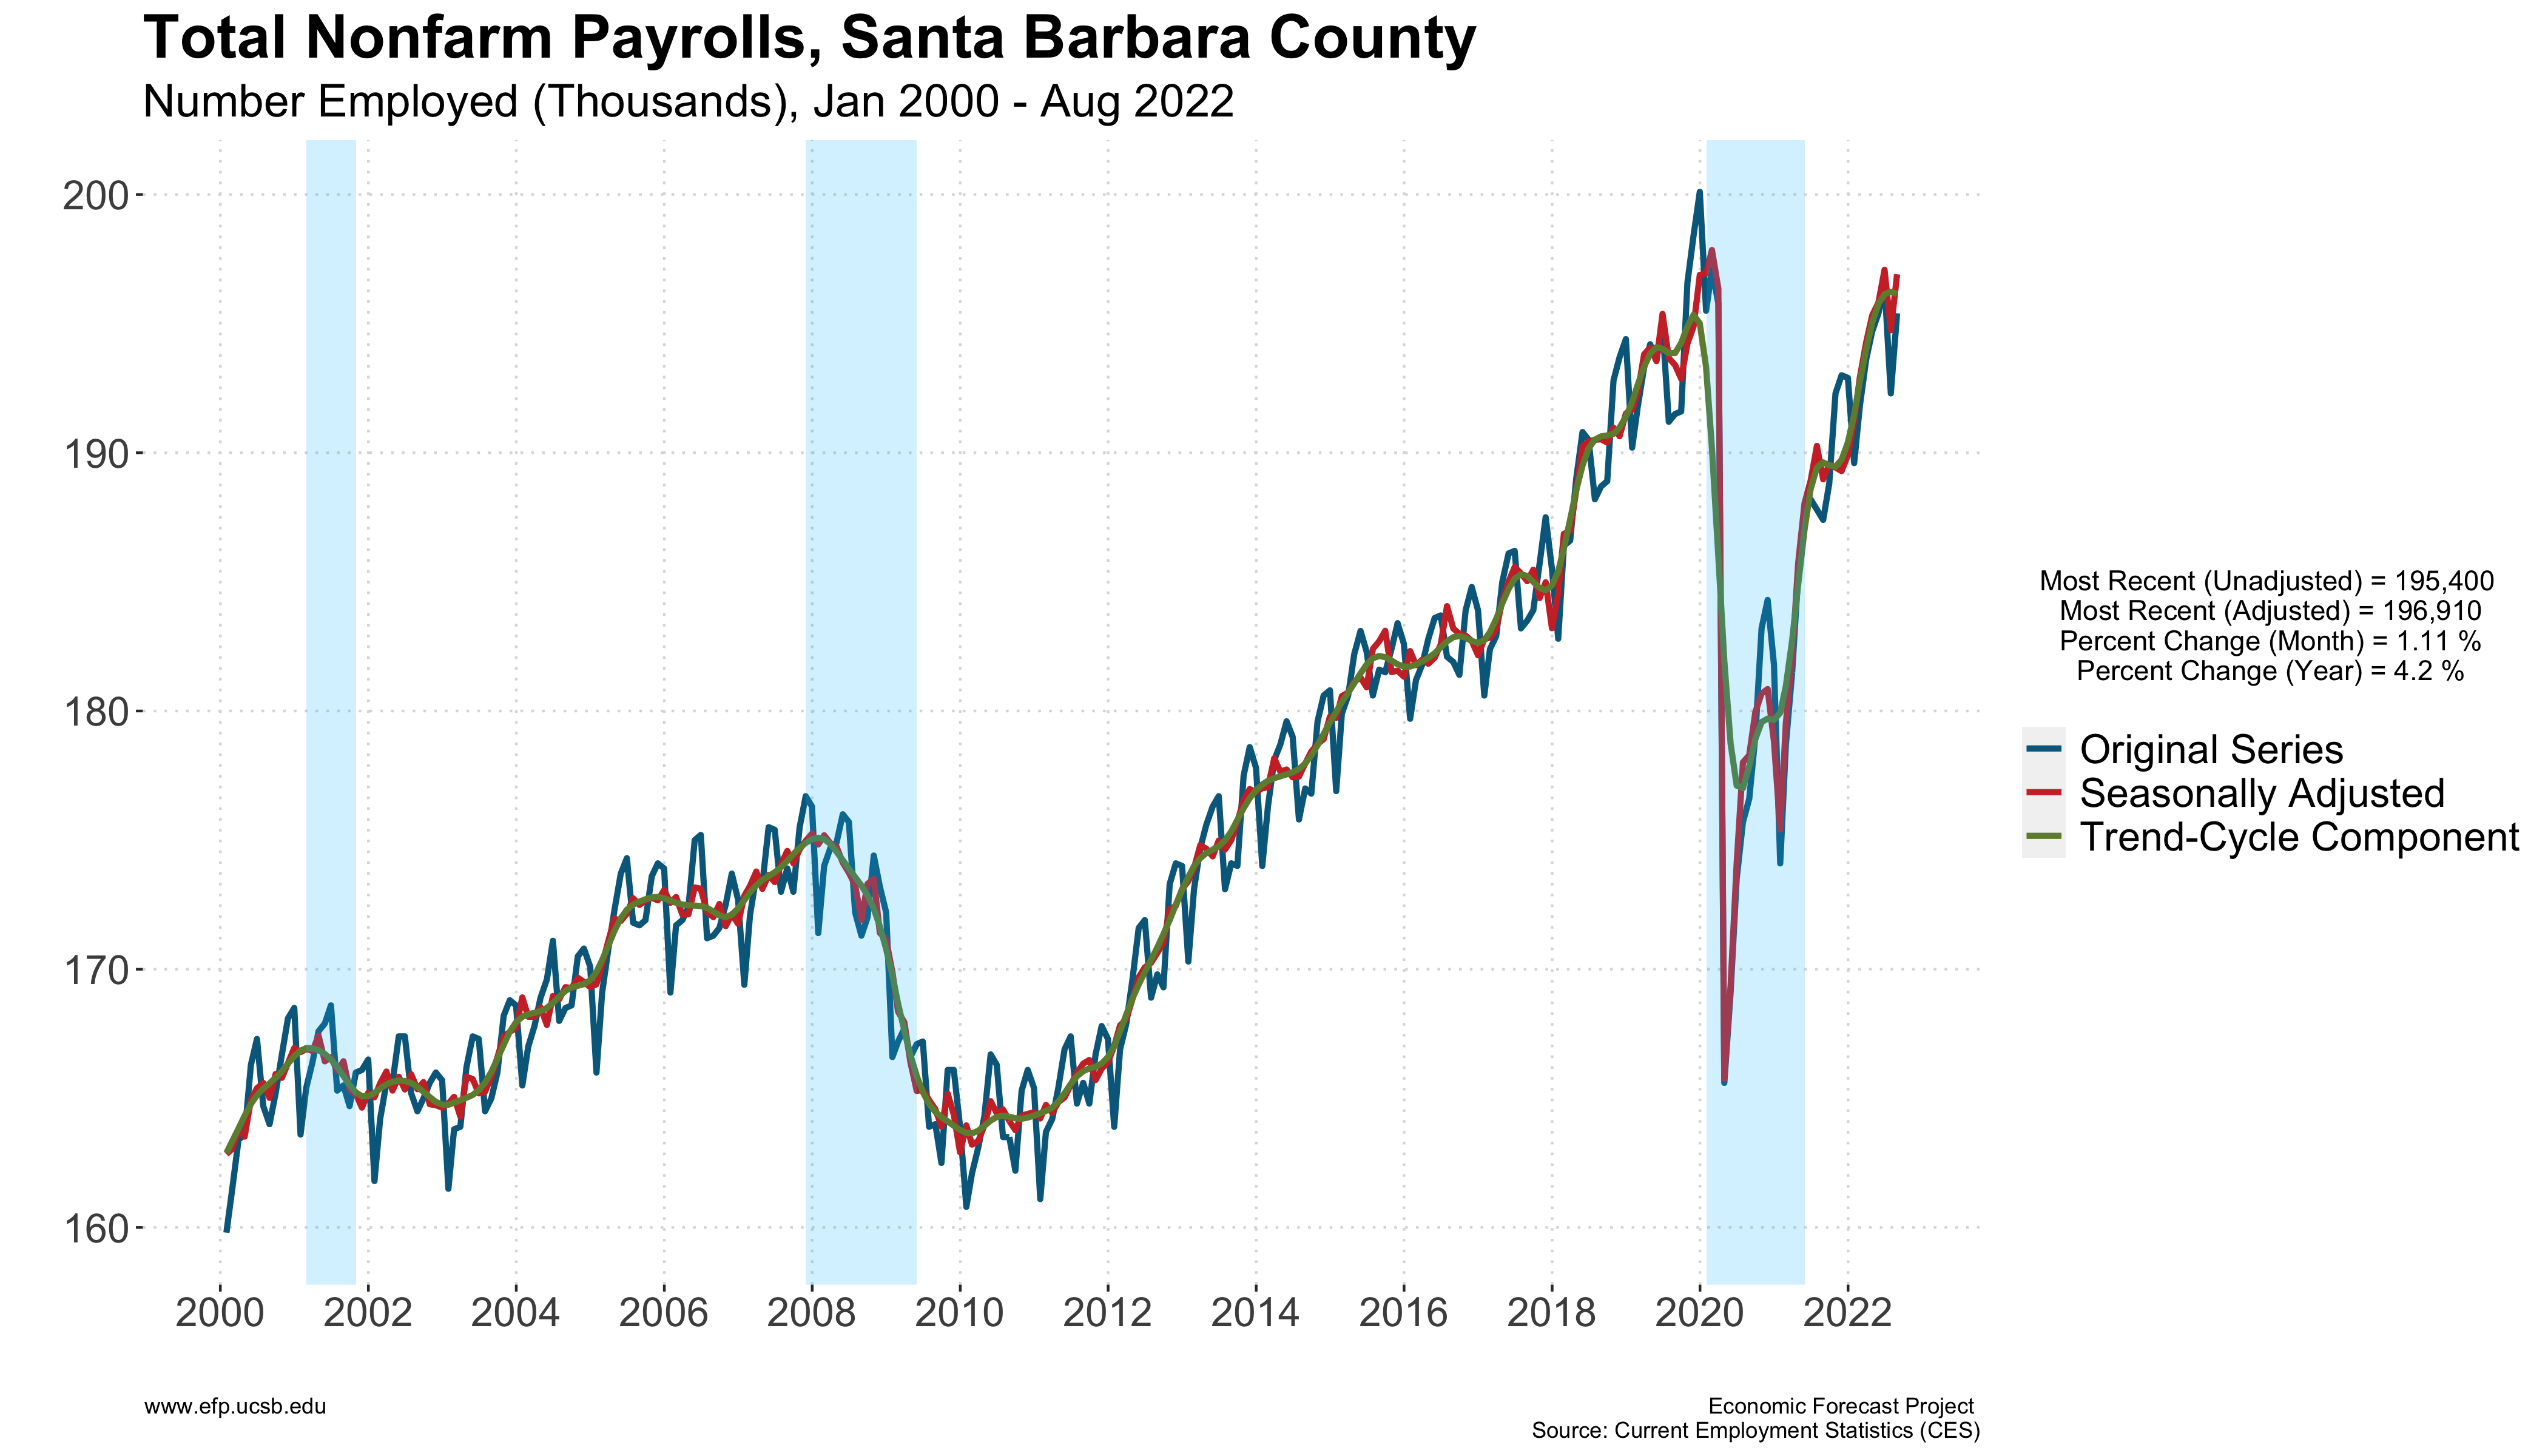 Total Nonfarm Payrolls, Santa Barbara County
Number Employed (Thousands), Jan 2000 - Aug 2022
200
190
180
170
160
2000 2002 2004 2006 2008 2010 2012 2014 2016 2018 2020 2022
Most Recent (Unadjusted) = 195,400
Most Recent (Adjusted) = 196,910
Percent Change (Month) = 1.11 %
Percent Change (Year) = 4.2 %
Original Series
Seasonally Adjusted
Trend-Cycle Component
www.efp.ucsb.edu
Economic Forecast Project
Source: Current Employment Statistics (CES)